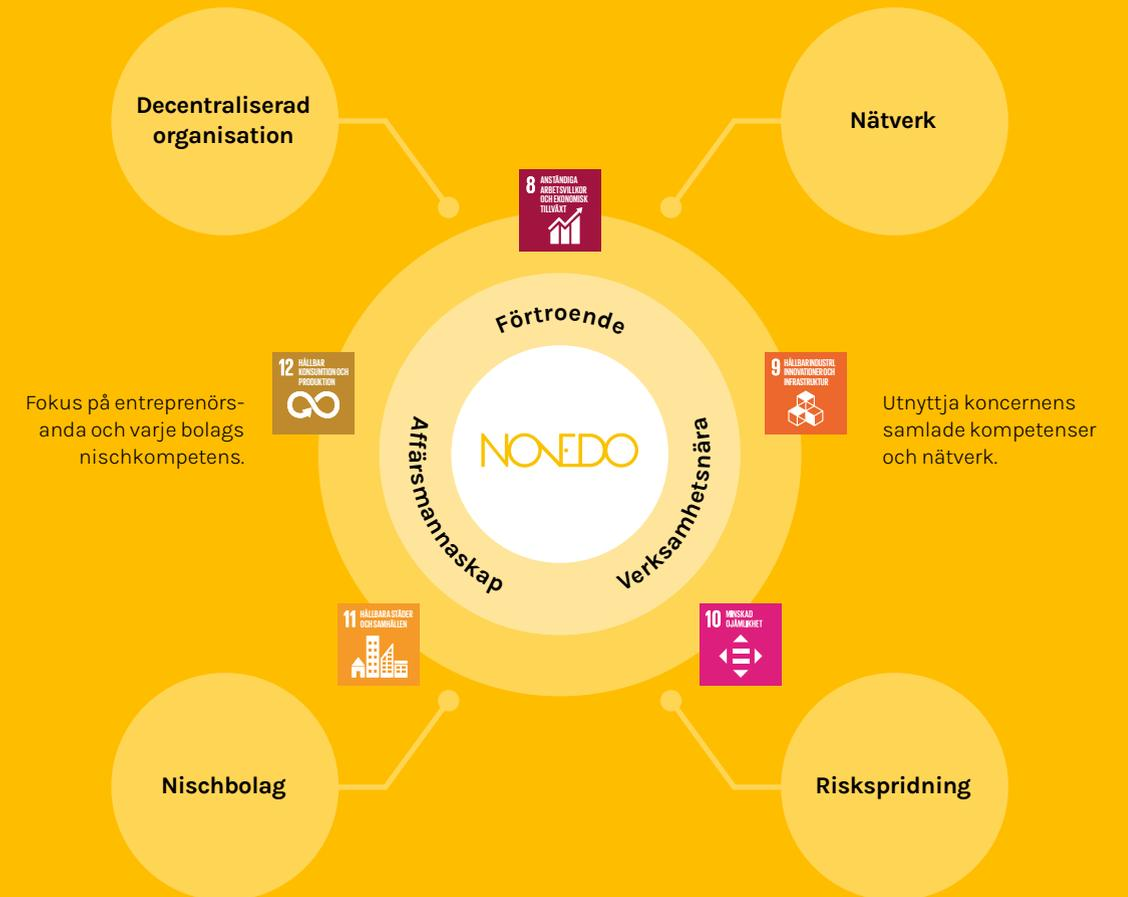 Decentraliserad
organisation
Nätverk
8 ANSTÄNDIGA
ARBETSVILLKOR
OCH EKONOMISK
TILLVÄXT
Förtroende
12 HÅLLBAR
KONSUMTION OCH
PRODUKTION
9 HÅLLBAR INDUSTRI,
INNOVATIONER OCH
INFRASTRUKTUR
Fokus på entreprenörs-
anda och varje bolags
nischkompetens.
Affärsmannaskap
NOVEDO
Verksamhetsnära
Utnyttja koncernens
samlade kompetenser
och nätverk.
11 HÅLLBARA STÄDER
OCH SAMHÄLLEN
10 MINSKAD
OJÄMLIKHET
Nischbolag
Riskspridning